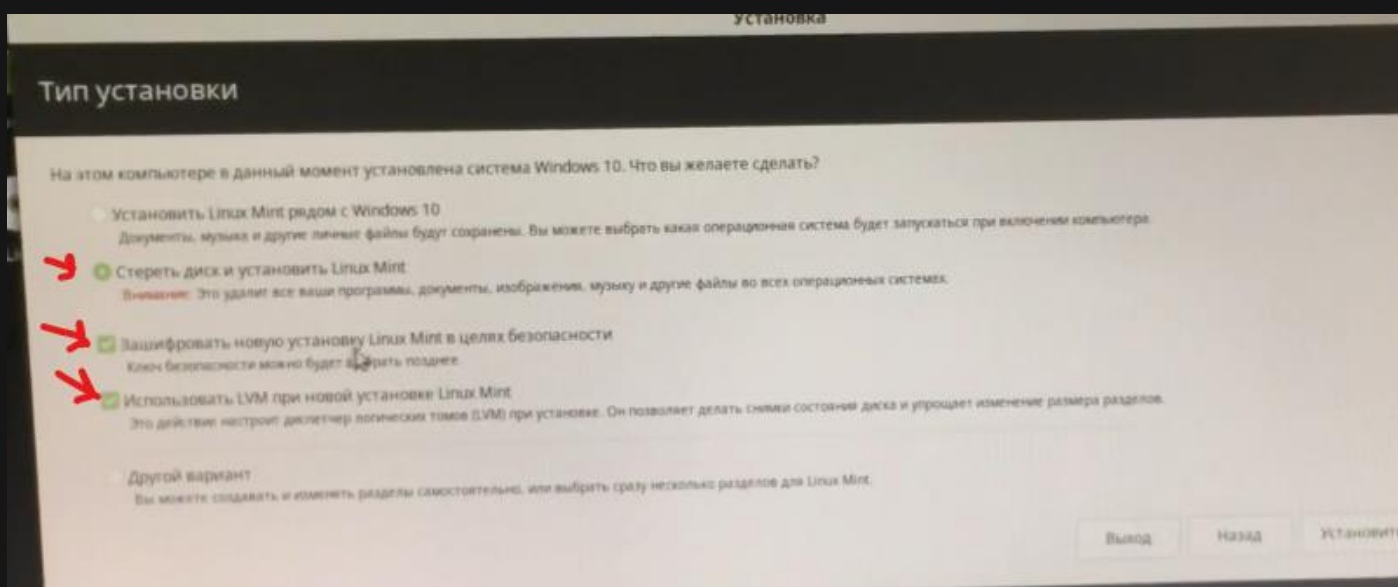 Установка
Тип установки
На этом компьютере в данный момент установлена система Windows 10. Что вы желаете сделать?
Установить Linux Mint рядом с Windows 10
Документы, музыка и другие личные файлы будут сохранены. Вы можете выбрать какая операционная система будет запускаться при включении компьютера.
Стереть диск и установить Linux Mint
Внимание: Это удалит все ваши программы, документы, изображения, музыку и другие файлы во всех операционных системах.
Зашифровать новую установку Linux Mint в целях безопасности
Ключ безопасности можно будет позднее.
Использовать LVM при новой установке Linux Mint
Это действие настроит диспетчер логических томов (LVM) при установке. Он позволяет делать снимки состояния диска и упрощает изменение размера разделов.
Другой вариант
Вы можете создавать и изменять разделы самостоятельно, или выбрать сразу несколько разделов для Linux Mint.
Выход Назад Установить